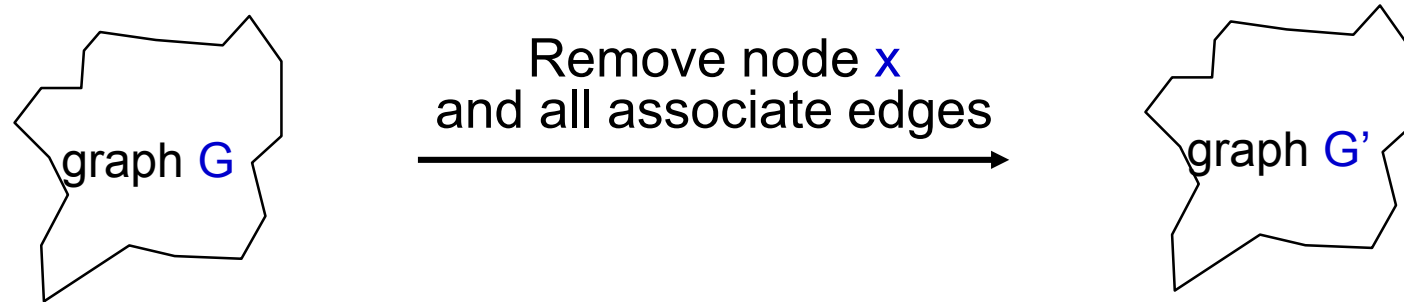 Remove node x
and all associate edges
graph G
graph G’